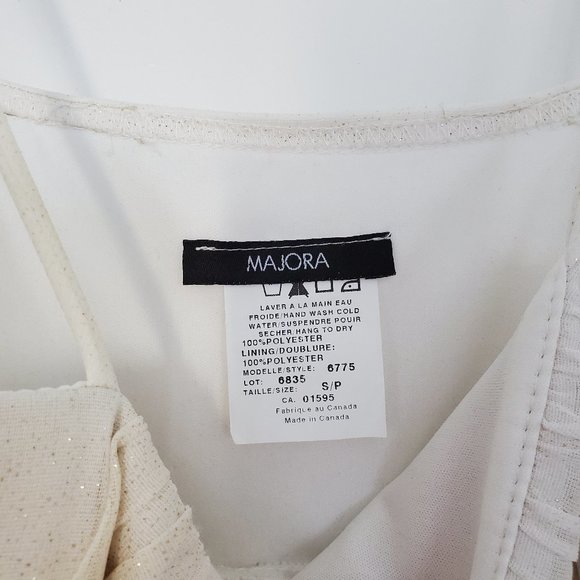 MAJORA
LAVER A LA MAIN EAU
FROIDE/HAND WASH COLD
WATER/SUSPENDRE POUR
SECHER/HANG TO DRY
100%POLYESTER
LINING/DOUBLURE:
100%POLYESTER
MODELLE/STYLE: 6775
LOT: 6835
TAILLE/SIZE: S/P
CA. 01595
Fabrique au Canada
Made in Canada